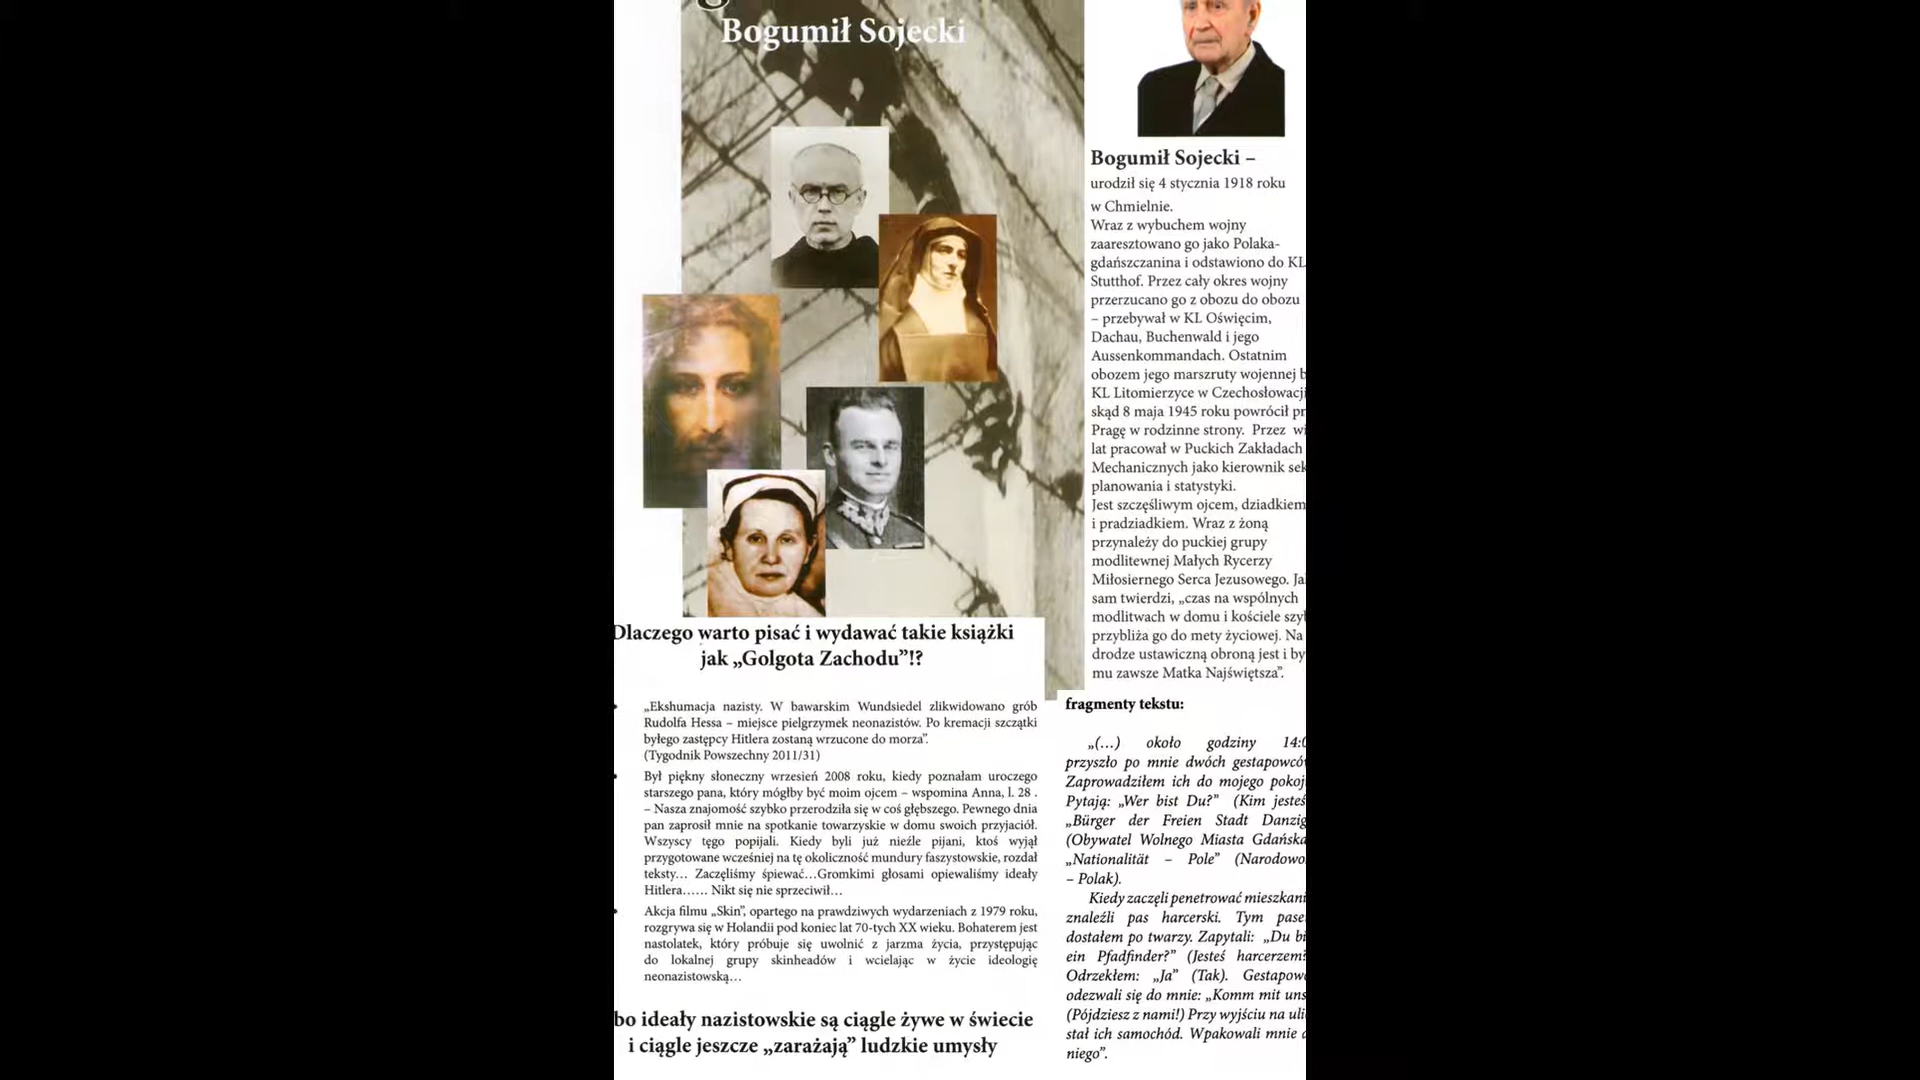 Bogumił Sojecki
Bogumił Sojecki –
urodził się 4 stycznia 1918 roku
w Chmielnie.
Wraz z wybuchem wojny
zaaresztowano go jako Polaka-
gdańszczanina i odstawiono do KL
Stutthof. Przez cały okres wojny
przerzucano go z obozu do obozu
– przebywał w KL Oświęcim,
Dachau, Buchenwald i jego
Aussenkommandach. Ostatnim
obozem jego marszruty wojennej
KL Litomierzyce w Czechosłowacji
skąd 8 maja 1945 roku powrócił
Pragę w rodzinne strony. Przez
lat pracował w Puckich Zakładach
Mechanicznych jako kierownik
planowania i statystyki.
Jest szczęśliwym ojcem, dziadkiem
i pradziadkiem. Wraz z żoną
przynależy do puckiej grupy
modlitewnej Małych Rycerzy
Miłosiernego Serca Jezusowego.
sam twierdzi, „czas na wspólnych
modlitwach w domu i kościele
przybliża go do mety życiowej. Na
drodze ustawiczną obroną jest i
mu zawsze Matka Najświętsza”.
Dlaczego warto pisać i wydawać takie książki
jak „Golgota Zachodu”!?
„Ekshumacja nazisty. W bawarskim Wundsiedel zlikwidowano grób
Rudolfa Hessa – miejsce pielgrzymek neonazistów. Po kremacji szczątki
byłego zastępcy Hitlera zostaną wrzucone do morza”.
(Tygodnik Powszechny 2011/31)
Był piękny słoneczny wrzesień 2008 roku, kiedy poznałam uroczego
starszego pana, który mógłby być moim ojcem – wspomina Anna, l. 28 .
– Nasza znajomość szybko przerodziła się w coś głębszego. Pewnego dnia
pan zaprosił mnie na spotkanie towarzyskie w domu swoich przyjaciół.
Wszyscy tęgo popijali. Kiedy byli już nieźle pijani, ktoś wyjął
przygotowane wcześniej na tę okoliczność mundury faszystowskie, rozdał
teksty… Zaczęliśmy śpiewać…Gromkimi głosami opiewaliśmy ideały
Hitlera…… Nikt się nie sprzeciwił…
Akcja filmu „Skin”, opartego na prawdziwych wydarzeniach z 1979 roku,
rozgrywa się w Holandii pod koniec lat 70-tych XX wieku. Bohaterem jest
nastolatek, który próbuje się uwolnić z jarzma życia, przystępując
do lokalnej grupy skinheadów i wcielając w życie ideologię
neonazistowską…
bo ideały nazistowskie są ciągle żywe w świecie
i ciągle jeszcze „zarażają” ludzkie umysły
fragmenty tekstu:
„(…) około godziny
przyszło po mnie dwóch
Zaprowadziłem ich do mojego
Pytają: „Wer bist Du?” (Kim
„Bürger der Freien Stadt Danzig
(Obywatel Wolnego Miasta Gdańska
„Nationalität – Pole”
– Polak).
Kiedy zaczęli penetrować
znaleźli pas harcerski. Tym
dostałem po twarzy. Zapytali: „Du
ein Pfadfinder?” (Jesteś harcerzem?
Odrzekłem: „Ja” (Tak).
odezwali się do mnie: „Komm mit uns
(Pójdziesz z nami!) Przy wyjściu na
stał ich samochód. Wpakowali mnie
niego”.